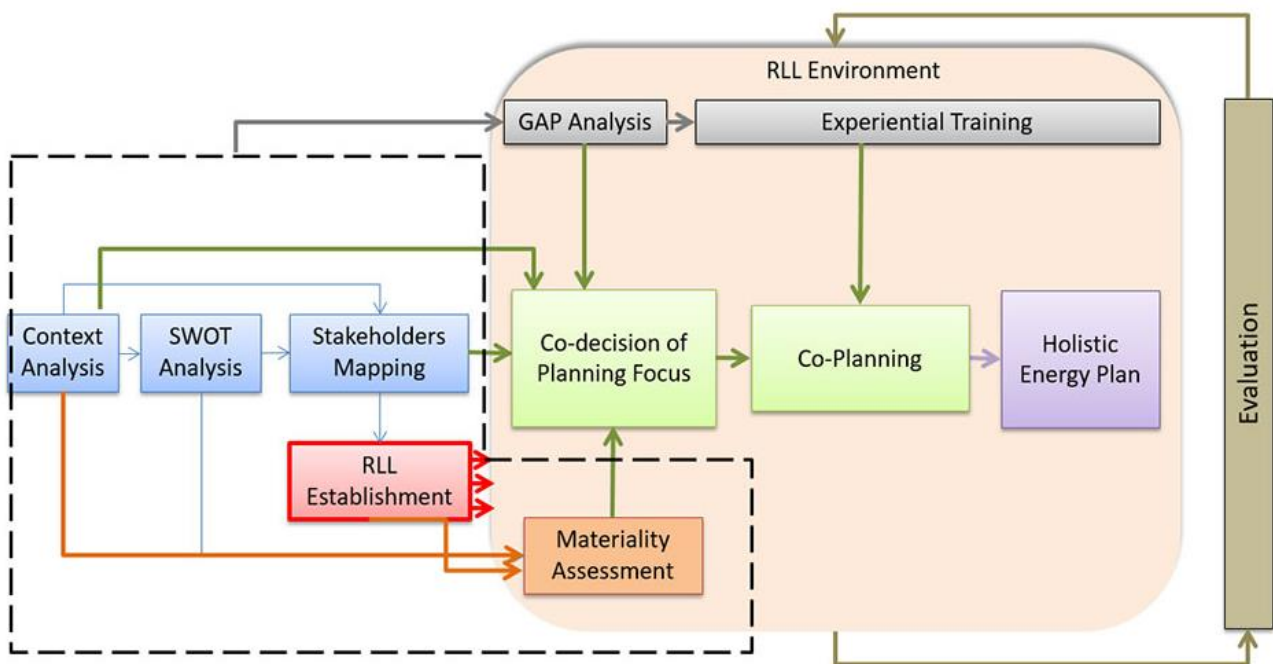 RLL Environment
GAP Analysis
Experiential Training
Context
Analysis
SWOT
Analysis
Stakeholders
Mapping
Co-decision of
Planning Focus
Co-Planning
Holistic
Energy Plan
Evaluation
RLL
Establishment
Materiality
Assessment